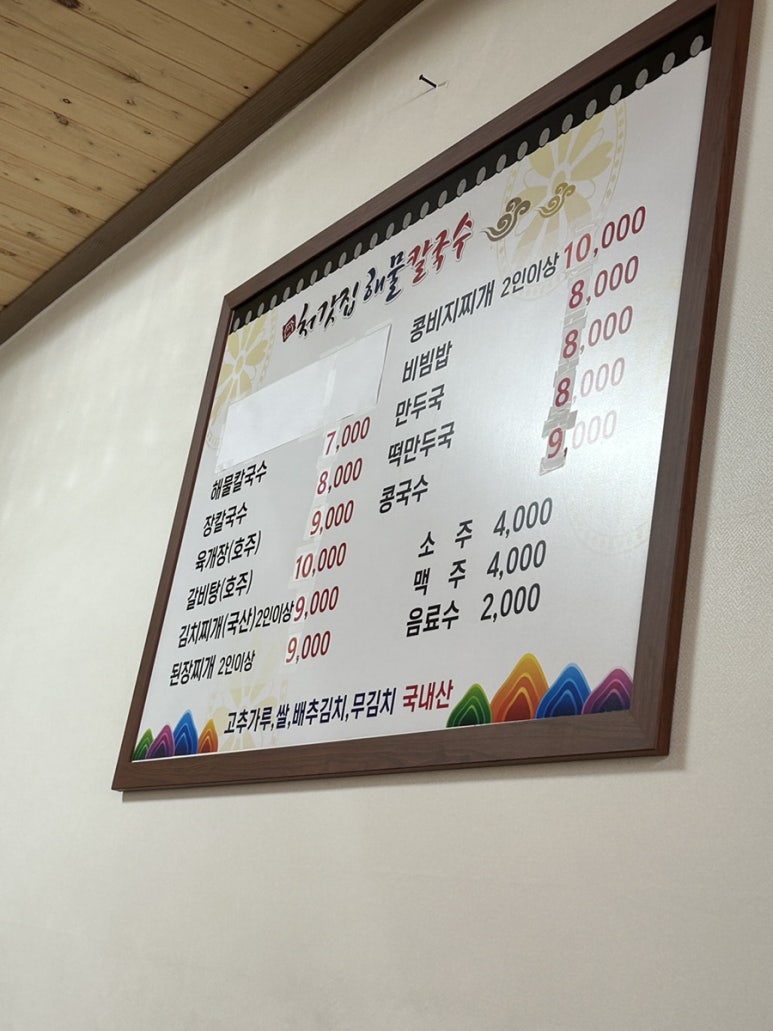 처갓집 해물칼국수
해물칼국수 7,000
장칼국수 8,000
육개장(호주) 9,000
갈비탕(호주) 10,000
김치찌개(국산)2인이상 9,000
된장찌개 2인이상 9,000
콩비지찌개 2인이상 10,000
비빔밥 8,000
만두국 8,000
떡만두국 8,000
콩국수 9,000
소 주 4,000
맥 주 4,000
음료수 2,000
고추가루,쌀,배추김치,무김치 국내산